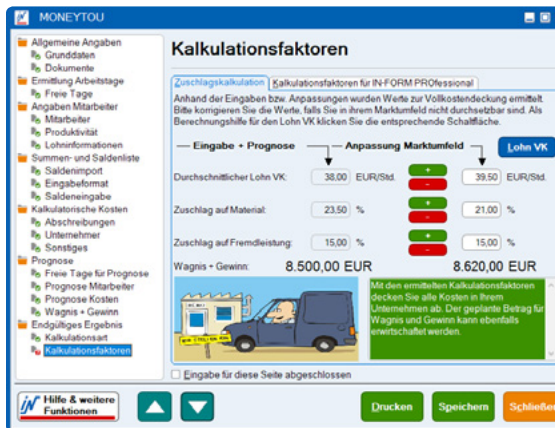 MONEYTOU
Allgemeine Angaben
Grunddaten
Dokumente
Ermittlung Arbeitstage
Freie Tage
Angaben Mitarbeiter
Mitarbeiter
Produktivität
Lohninformationen
Summen- und Saldenliste
Saldenimport
Eingabeformat
Saldeneingabe
Kalkulatorische Kosten
Abschreibungen
Unternehmer
Sonstiges
Prognose
Freie Tage für Prognose
Prognose Mitarbeiter
Prognose Kosten
Wagnis + Gewinn
Endgültiges Ergebnis
Kalkulationsart
Kalkulationsfaktoren
Kalkulationsfaktoren
Zuschlagskalkulation Kalkulationsfaktoren für IN-FORM PROfessional
Anhand der Eingaben bzw. Anpassungen wurden Werte zur Vollkostendeckung ermittelt.
Bitte korrigieren Sie die Werte, falls Sie in ihrem Marktumfeld nicht durchsetzbar sind. Als
Berechnungshilfe für den Lohn VK klicken Sie die entsprechende Schaltfläche.
Eingabe + Prognose Anpassung Marktumfeld Lohn VK
Durchschnittlicher Lohn VK: 38,00 EUR/Std. + - 39,50 EUR/Std.
Zuschlag auf Material: 23,50 % + - 21,00 %
Zuschlag auf Fremdleistung: 15,00 % + - 15,00 %
Wagnis + Gewinn: 8.500,00 EUR 8.620,00 EUR
Mit den ermittelten Kalkulationsfaktoren
decken Sie alle Kosten in Ihrem
Unternehmen ab. Der geplante Betrag für
Wagnis und Gewinn kann ebenfalls
erwirtschaftet werden.
Eingabe für diese Seite abgeschlossen
iN Hilfe & weitere
Funktionen
Drucken Speichern Schließen